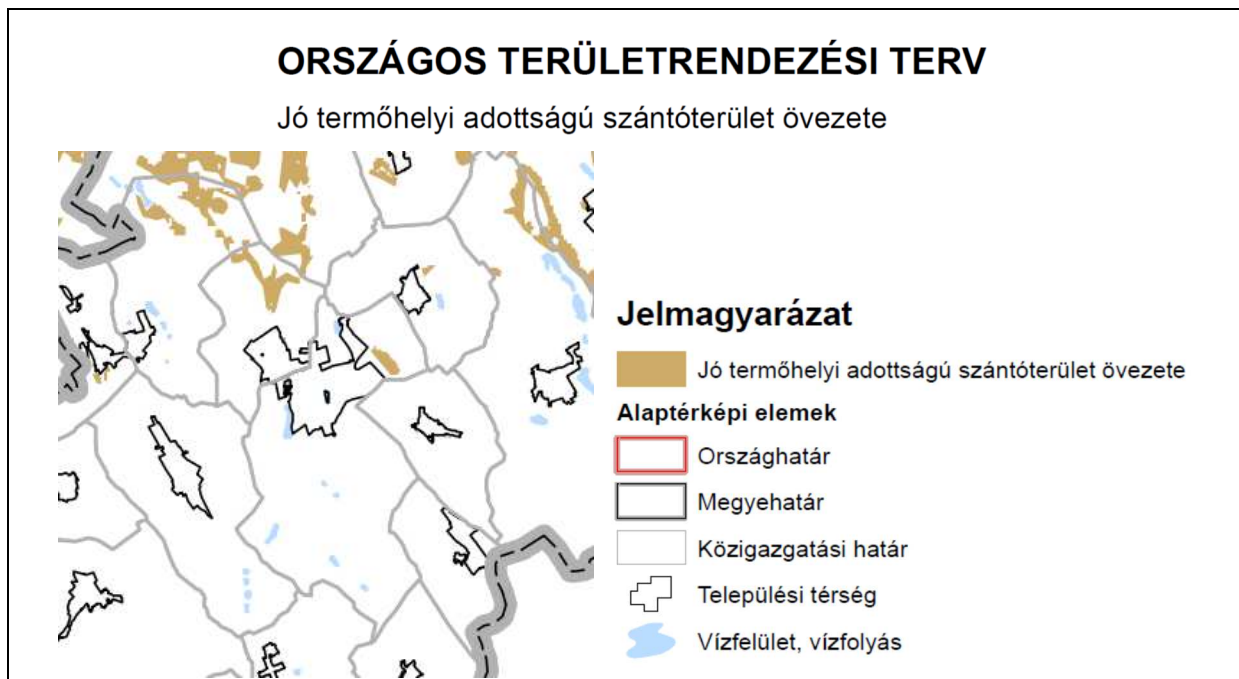 ORSZÁGOS TERÜLETRENDEZÉSI TERV
Jó termőhelyi adottságú szántóterület övezete
Jelmagyarázat
Jó termőhelyi adottságú szántóterület övezete
Alaptérképi elemek
Országhatár
Megyehatár
Közigazgatási határ
Települési térség
Vízfelület, vízfolyás